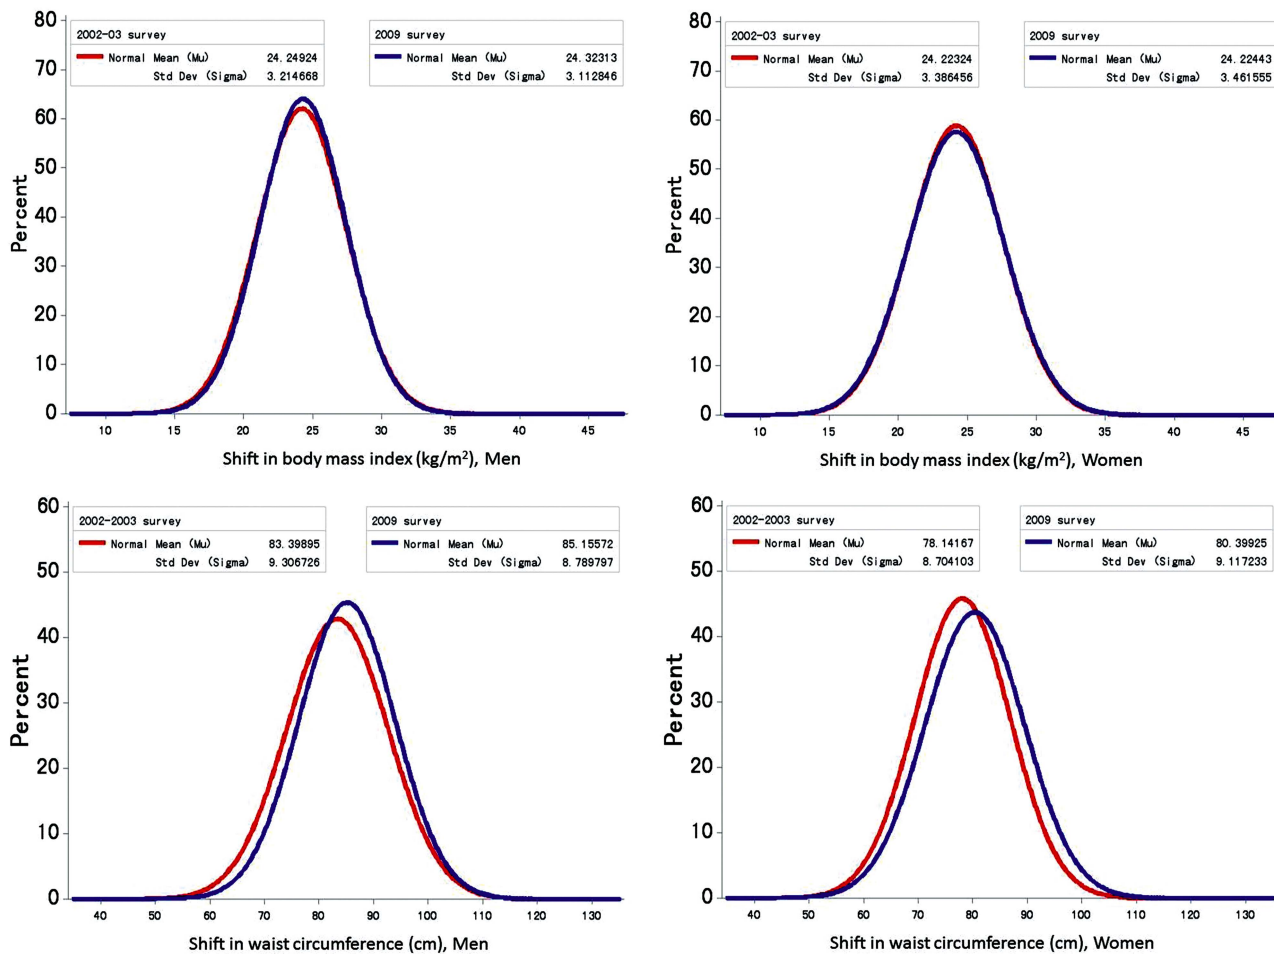 80
70
60
50
40
30
20
10
0
Percent
2002-03 survey
Normal Mean (Mu) 24.24924
Std Dev (Sigma) 3.214668
2009 survey
Normal Mean (Mu) 24.32313
Std Dev (Sigma) 3.112846
10 15 20 25 30 35 40 45
Shift in body mass index (kg/m²), Men
80
70
60
50
40
30
20
10
0
Percent
2002-03 survey
Normal Mean (Mu) 24.22324
Std Dev (Sigma) 3.386456
2009 survey
Normal Mean (Mu) 24.22443
Std Dev (Sigma) 3.461555
10 15 20 25 30 35 40 45
Shift in body mass index (kg/m²), Women
60
50
40
30
20
10
0
Percent
2002-2003 survey
Normal Mean (Mu) 83.39895
Std Dev (Sigma) 9.306726
2009 survey
Normal Mean (Mu) 85.15572
Std Dev (Sigma) 8.789797
40 50 60 70 80 90 100 110 120 130
Shift in waist circumference (cm), Men
60
50
40
30
20
10
0
Percent
2002-2003 survey
Normal Mean (Mu) 78.14167
Std Dev (Sigma) 8.704103
2009 survey
Normal Mean (Mu) 80.39925
Std Dev (Sigma) 9.117233
40 50 60 70 80 90 100 110 120 130
Shift in waist circumference (cm), Women